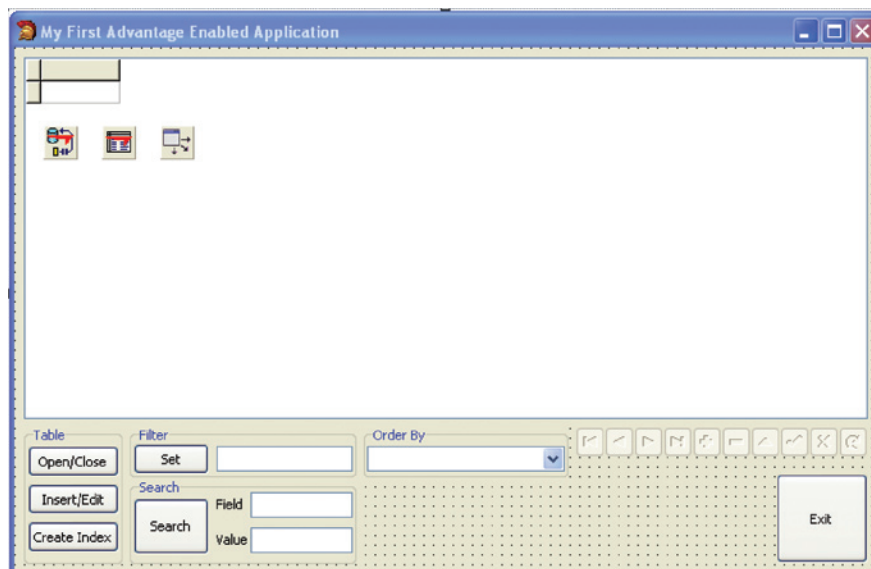 My First Advantage Enabled Application
Table
Filter
Order By
Open/Close
Set
Insert/Edit
Search
Search
Field
Create Index
Value
Exit